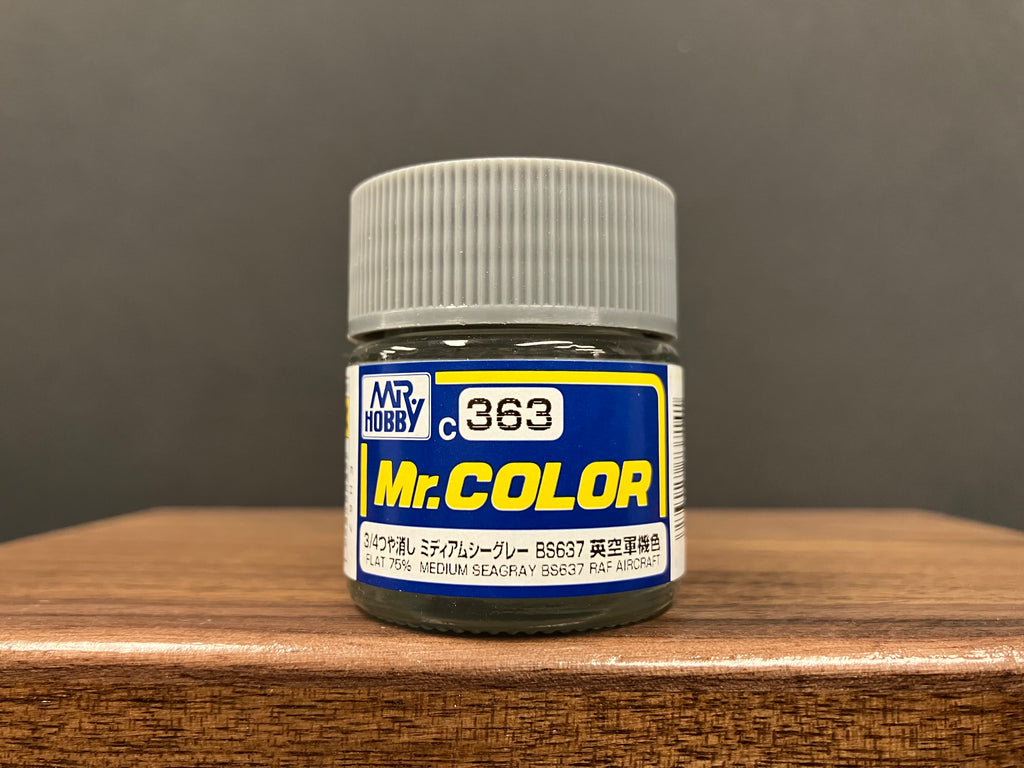 MR.
HOBBY
C 363
Mr.COLOR
3/4つや消し ミディアムシーグレー BS637 英空軍機色
FLAT 75% MEDIUM SEAGRAY BS637 RAF AIRCRAFT